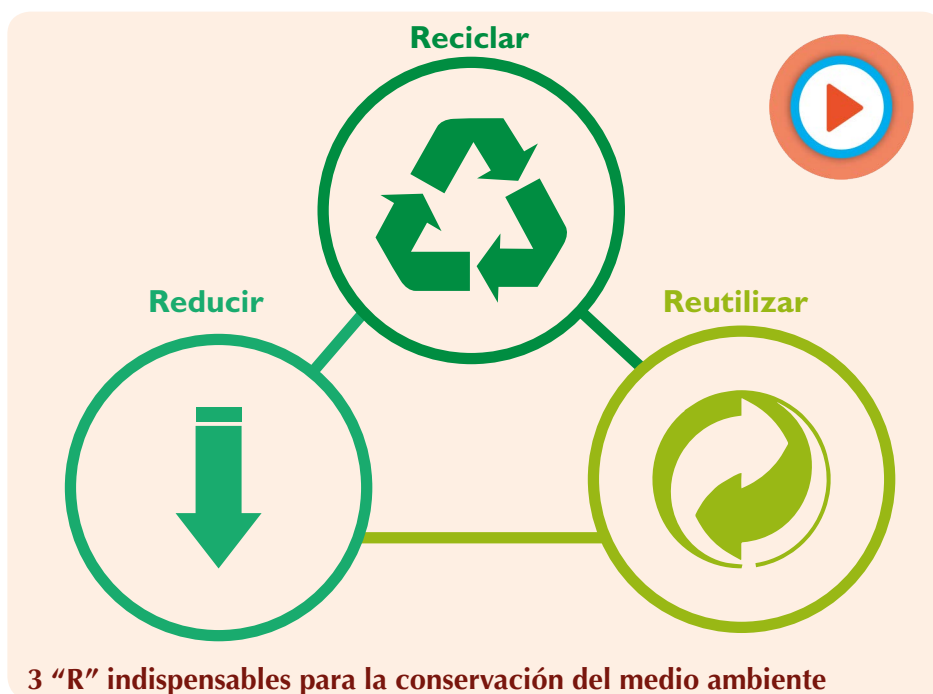 Reciclar
Reducir
Reutilizar
3 “R” indispensables para la conservación del medio ambiente